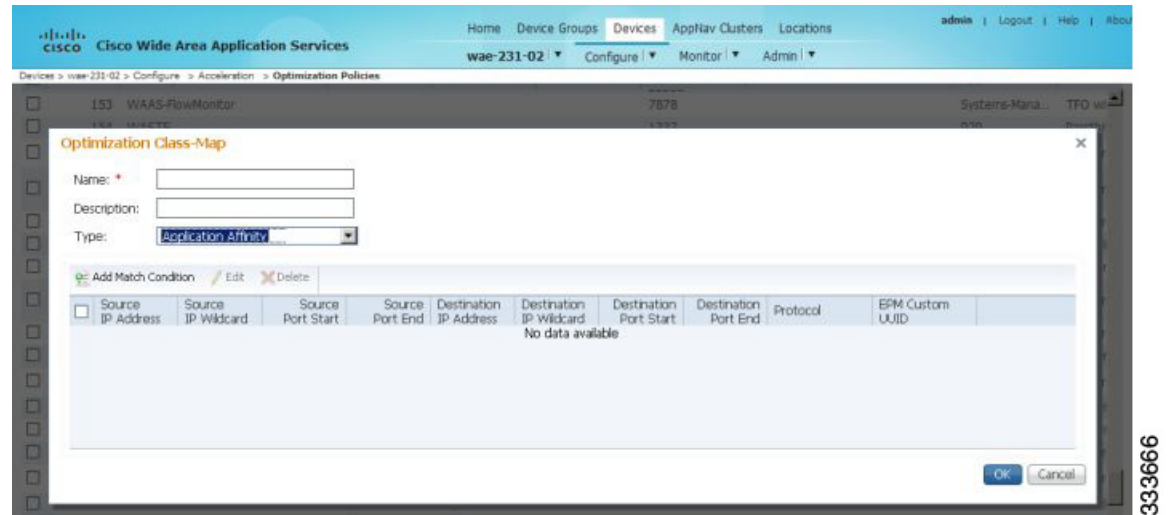 admin | Logout | Help | Abou
Home Device Groups Devices AppNav Clusters Locations
CISCO Cisco Wide Area Application Services
wae-231-02 Configure Monitor Admin
Devices > wae-231-02 > Configure > Acceleration > Optimization Policies
153 WAAS-FlowMonitor 7878 Systems-Mana... TFO wi
Optimization Class-Map
Name: *
Description:
Type: Application Affinity
Add Match Condition Edit Delete
Source IP Address Source IP Wildcard Source Port Start Source Port End Destination IP Address Destination IP Wildcard Destination Port Start Destination Port End Protocol EPM Custom UUID
No data available
OK Cancel
333666